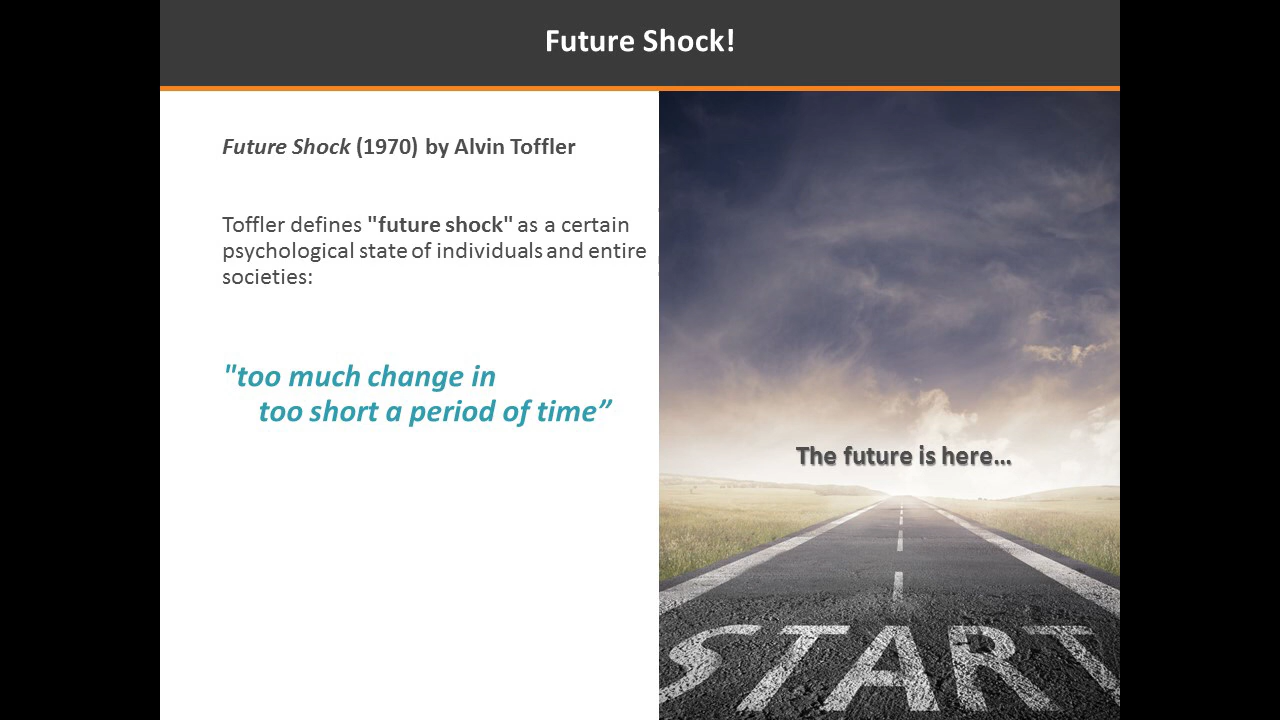 Future Shock!
Future Shock (1970) by Alvin Toffler
Toffler defines "future shock" as a certain
psychological state of individuals and entire
societies:
"too much change in
too short a period of time”
The future is here…
START